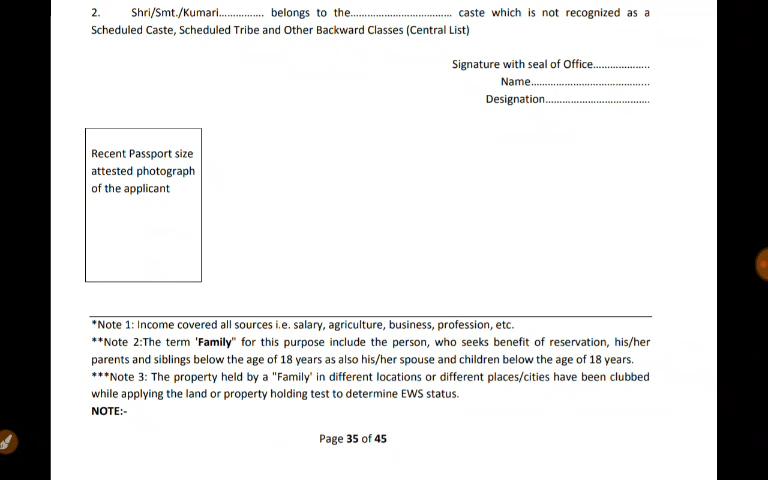 2. Shri/Smt./Kumari................ belongs to the.................................... caste which is not recognized as a
Scheduled Caste, Scheduled Tribe and Other Backward Classes (Central List)
Signature with seal of Office....................
Name..........................................
Designation.....................................
Recent Passport size
attested photograph
of the applicant
*Note 1: Income covered all sources i.e. salary, agriculture, business, profession, etc.
**Note 2:The term 'Family" for this purpose include the person, who seeks benefit of reservation, his/her
parents and siblings below the age of 18 years as also his/her spouse and children below the age of 18 years.
***Note 3: The property held by a "Family' in different locations or different places/cities have been clubbed
while applying the land or property holding test to determine EWS status.
NOTE:-
Page 35 of 45